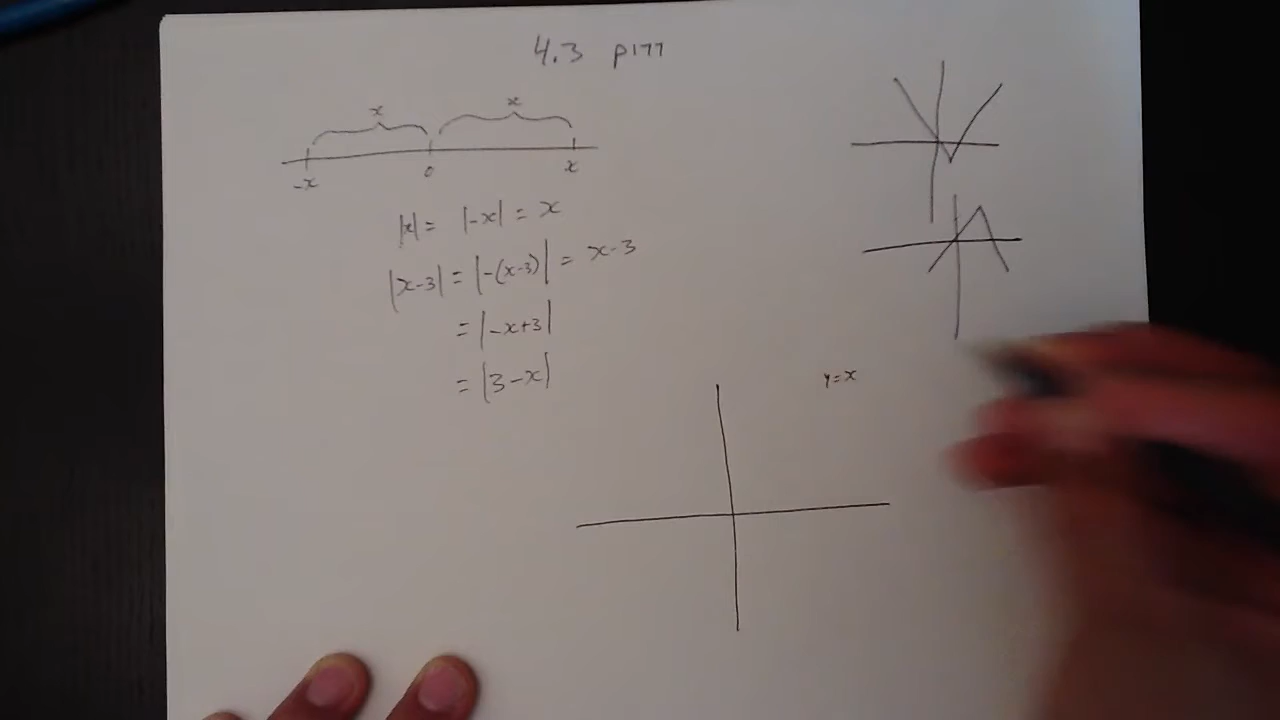 4.3 p177
x x
-x 0 x
|x| = |-x| = x
|x-3| = |-(x-3)| = x-3
= |-x+3|
= |3-x|
y=x